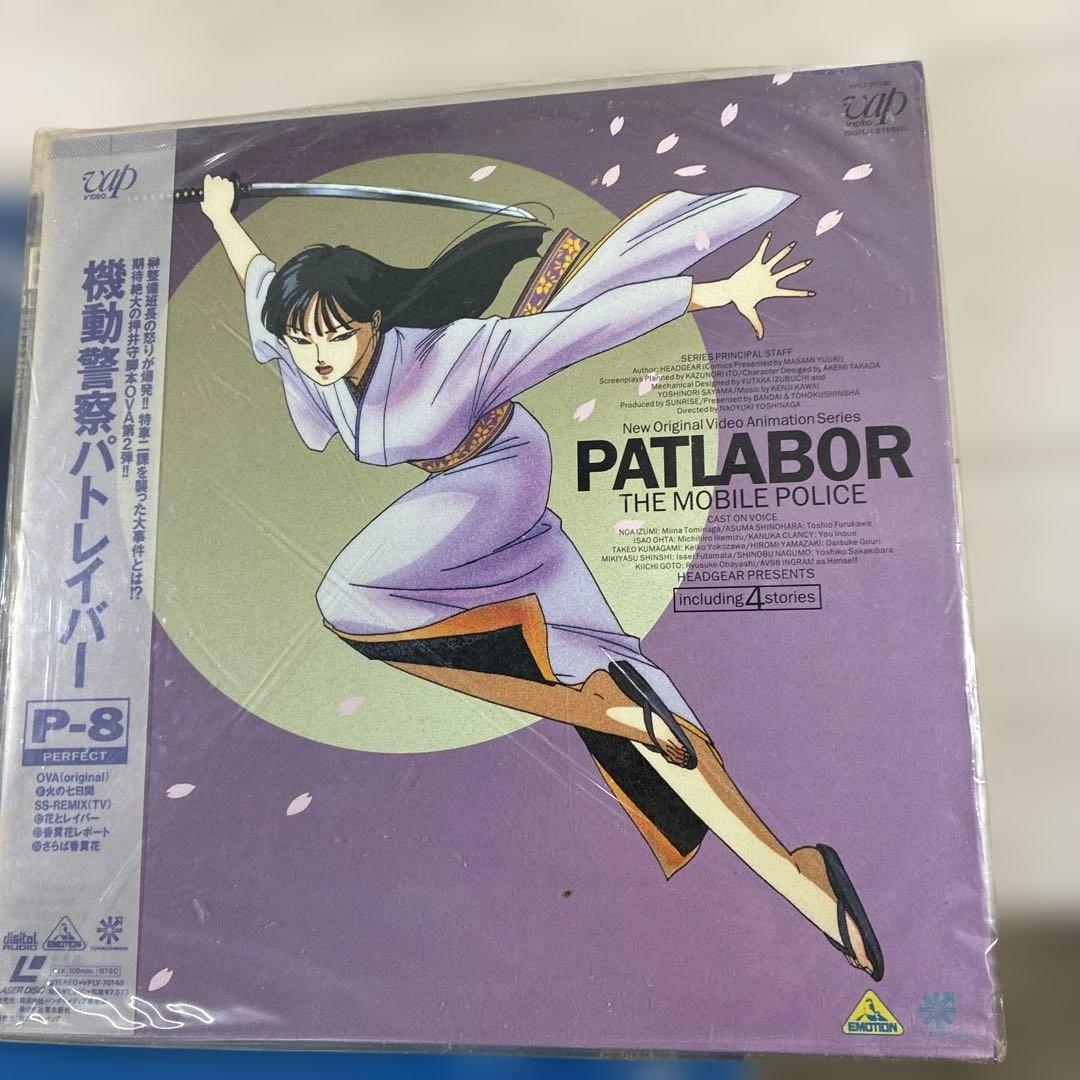 vap
VIDEO
榊整備班長の怒りが爆発!! 特車二課を襲った大事件とは!?
期待絶大の押井守脚本OVA第2弾!!
機動警察パトレイバー
P-8
PERFECT
OVA(original)
火の七日間
SS-REMIX(TV)
花とレイバー
香貫花レポート
さらば香貫花
digital
AUDIO
EMOTION
LASER DISC
CLV 105min NTSC
STEREO•VPLY-70140
vap
VIDEO
DIGITAL STEREO
SERIES PRINCIPAL STAFF
Author: HEADGEAR (Comics Presented by MASAMI YUUKI)
Screenplays Planned by KAZUNORI ITO/Character Desiged by AKEMI TAKADA
Mechanical Designed by YUTAKA IZUBUCHI and
YOSHINORI SAYAMA/Music by KENJI KAWAI
Produced by SUNRISE/Presented by BANDAI & TOHOKUSHINSHA
Directed by NAOYUKI YOSHINAGA
New Original Video Animation Series
PATLABOR
THE MOBILE POLICE
CAST ON VOICE
NOA IZUMI: Miina Tominaga/ASUMA SHINOHARA: Toshio Furukawa
ISAO OHTA: Michihiro Ikemizu/KANUKA CLANCY: You Inoue
TAKEO KUMAGAMI: Keiko Yokozawa/HIROMI YAMAZAKI: Daisuke Gouri
MIKIYASU SHINSHI: Issei Futamata/SHINOBU NAGUMO: Yoshiko Sakakibara
KIICHI GOTO: Ryusuke Obayashi/AV98 INGRAM as Himself
HEADGEAR PRESENTS
including 4 stories
EMOTION